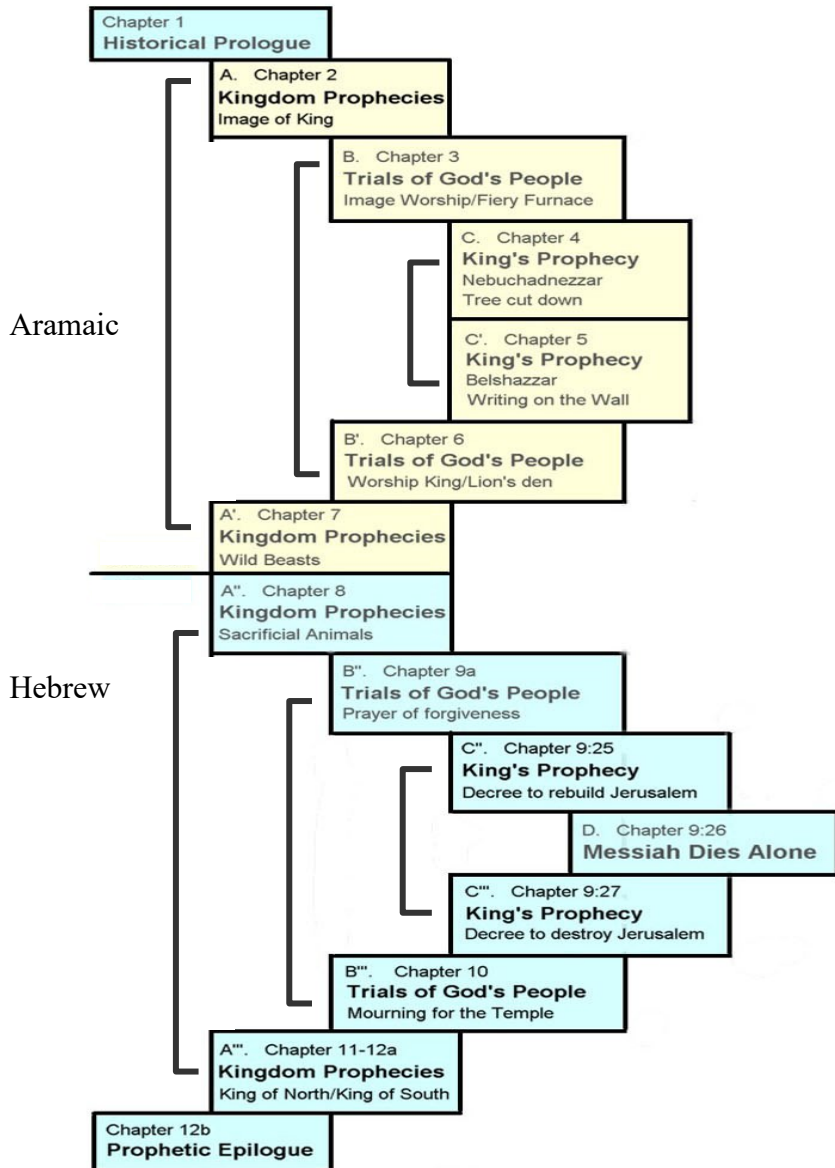 Chapter 1
Historical Prologue
A. Chapter 2
Kingdom Prophecies
Image of King
B. Chapter 3
Trials of God's People
Image Worship/Fiery Furnace
C. Chapter 4
King's Prophecy
Nebuchadnezzar
Tree cut down
Aramaic
C'. Chapter 5
King's Prophecy
Belshazzar
Writing on the Wall
B'. Chapter 6
Trials of God's People
Worship King/Lion's den
A'. Chapter 7
Kingdom Prophecies
Wild Beasts
A". Chapter 8
Kingdom Prophecies
Sacrificial Animals
Hebrew
B". Chapter 9a
Trials of God's People
Prayer of forgiveness
C". Chapter 9:25
King's Prophecy
Decree to rebuild Jerusalem
D. Chapter 9:26
Messiah Dies Alone
C"'. Chapter 9:27
King's Prophecy
Decree to destroy Jerusalem
B"'. Chapter 10
Trials of God's People
Mourning for the Temple
A"'. Chapter 11-12a
Kingdom Prophecies
King of North/King of South
Chapter 12b
Prophetic Epilogue